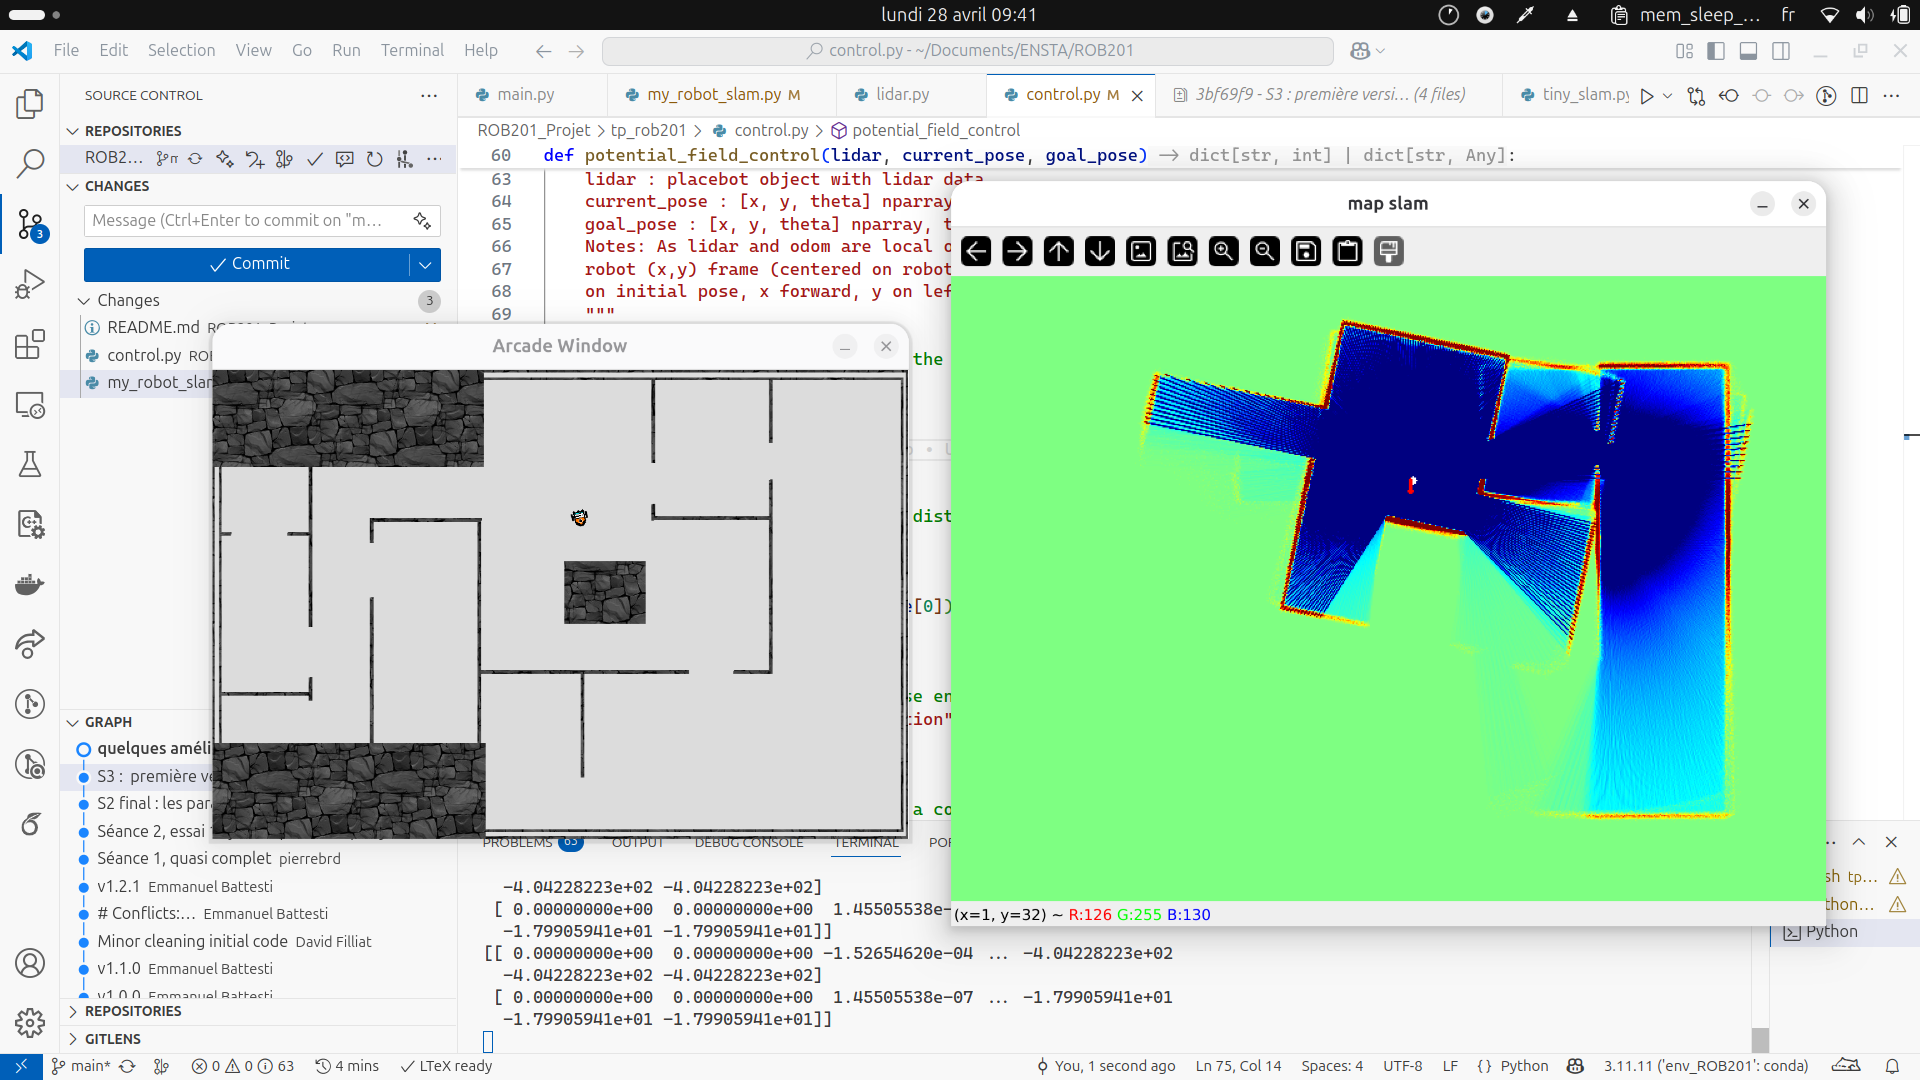 lundi 28 avril 09:41
mem_sleep_...
fr
File Edit Selection View Go Run Terminal Help
control.py - ~/Documents/ENSTA/ROB201
SOURCE CONTROL
REPOSITORIES
ROB2...
CHANGES
Message (Ctrl+Enter to commit on "m...
Commit
Changes 3
README.md
control.py
my_robot_slam
GRAPH
quelques améli
S3 : première ve
S2 final : les par
Séance 2, essai
Séance 1, quasi complet pierrebrd
v1.2.1 Emmanuel Battesti
# Conflicts:... Emmanuel Battesti
Minor cleaning initial code David Filliat
v1.1.0 Emmanuel Battesti
v1.0.0 Emmanuel Battesti
REPOSITORIES
GITLENS
main.py
my_robot_slam.py M
lidar.py
control.py M
3bf69f9 - S3 : première versi... (4 files)
tiny_slam.py
ROB201_Projet > tp_rob201 > control.py > potential_field_control
60 def potential_field_control(lidar, current_pose, goal_pose) -> dict[str, int] | dict[str, Any]:
63 lidar : placebot object with lidar data
64 current_pose : [x, y, theta] nparray
65 goal_pose : [x, y, theta] nparray, t
66 Notes: As lidar and odom are local o
67 robot (x,y) frame (centered on robot
68 on initial pose, x forward, y on lef
69 """
the
dist
e[0])
se en
tion"
a co
Arcade Window
map slam
(x=1, y=32) ~ R:126 G:255 B:130
PROBLEMS 63 OUTPUT DEBUG CONSOLE TERMINAL POR
-4.04228223e+02 -4.04228223e+02]
[ 0.00000000e+00 0.00000000e+00 1.45505538e-
-1.79905941e+01 -1.79905941e+01]]
[[ 0.00000000e+00 0.00000000e+00 -1.52654620e-04 ... -4.04228223e+02
-4.04228223e+02 -4.04228223e+02]
[ 0.00000000e+00 0.00000000e+00 1.45505538e-07 ... -1.79905941e+01
-1.79905941e+01 -1.79905941e+01]]
sh tp...
thon...
Python
main* 0 0 63 4 mins LTeX ready
You, 1 second ago Ln 75, Col 14 Spaces: 4 UTF-8 LF {} Python 3.11.11 ('env_ROB201': conda)